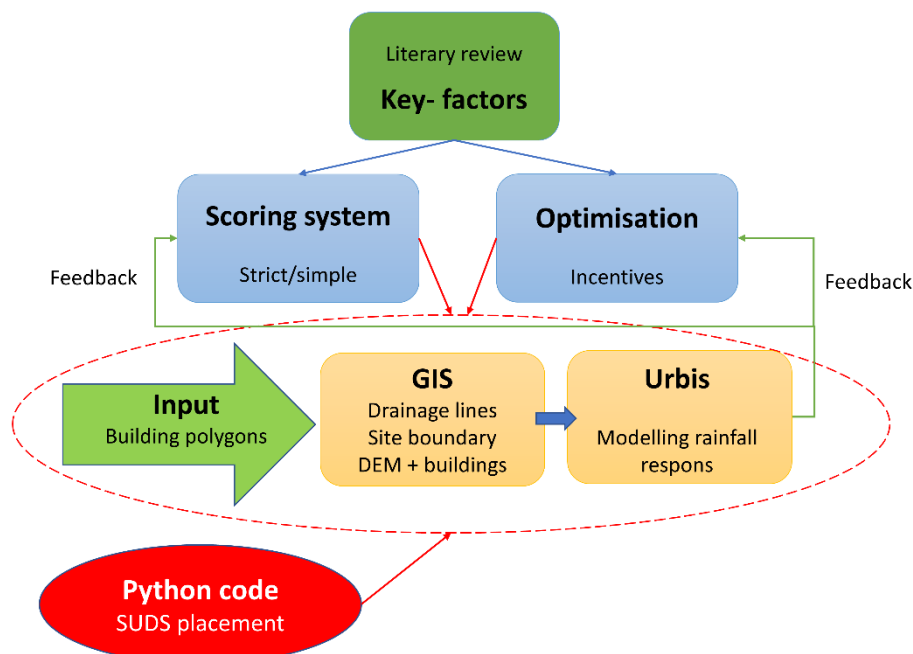 Literary review
Key- factors
Scoring system
Strict/simple
Optimisation
Incentives
Feedback
Feedback
Input
Building polygons
GIS
Drainage lines
Site boundary
DEM + buildings
Urbis
Modelling rainfall
respons
Python code
SUDS placement